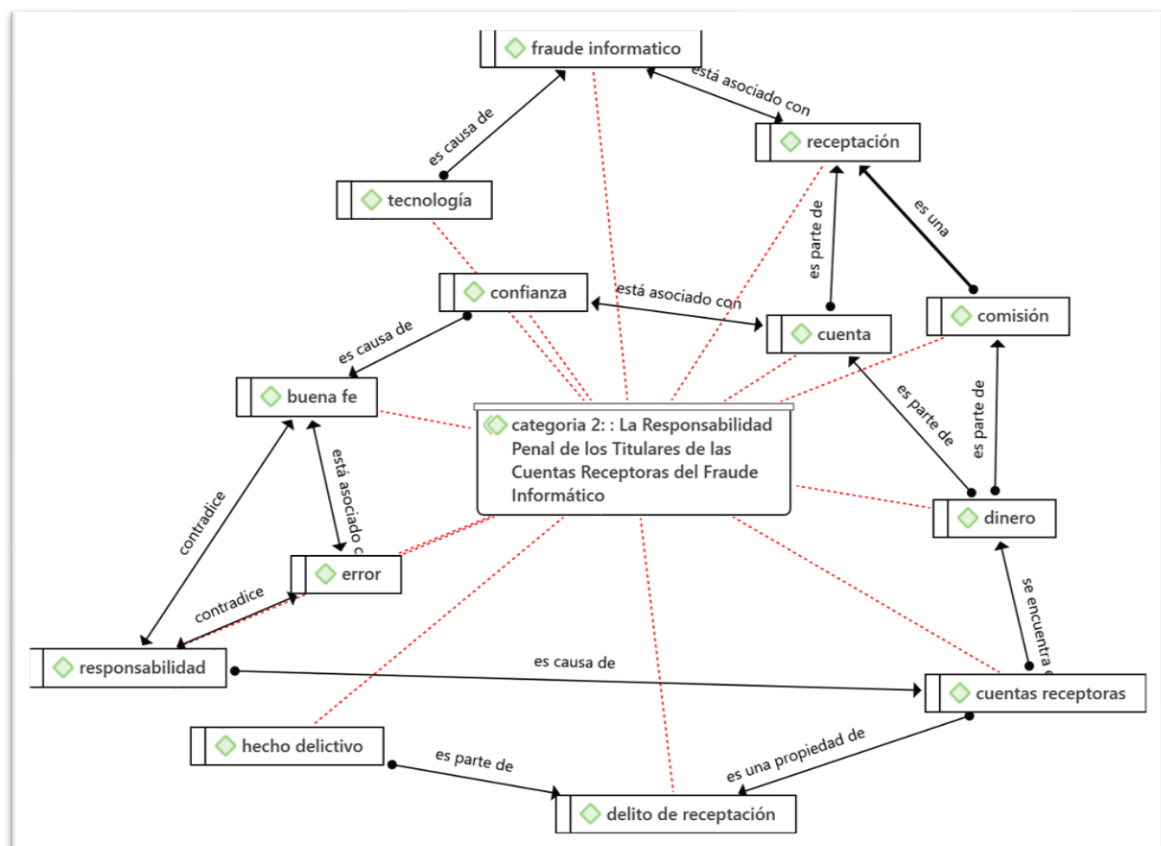 fraude informatico
está asociado con
es causa de
receptación
tecnología
es parte de
es una
confianza
está asociado con
cuenta
comisión
es causa de
buena fe
es parte de
es parte de
categoria 2: : La Responsabilidad
Penal de los Titulares de las
Cuentas Receptoras del Fraude
Informático
contradice
está asociado c
dinero
error
contradice
se encuentra e
responsabilidad
es causa de
cuentas receptoras
hecho delictivo
es parte de
es una propiedad de
delito de receptación